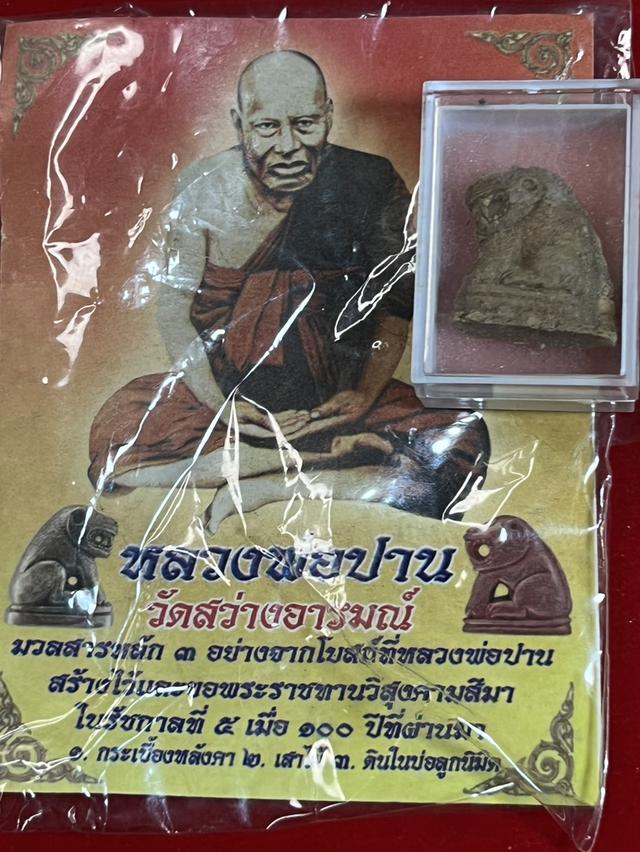 หลวงพ่อปาน
วัดสว่างอารมณ์
มวลสารหลัก ๓ อย่างจากโบสถ์ที่หลวงพ่อปาน
สร้างไว้และขอพระราชทานวิสุงคามสีมา
ในรัชกาลที่ ๕ เมื่อ ๑๐๐ ปีที่ผ่านมา
๑. กระเบื้องหลังคา ๒. เสา ๓. ดินในบ่อลูกนิมิต